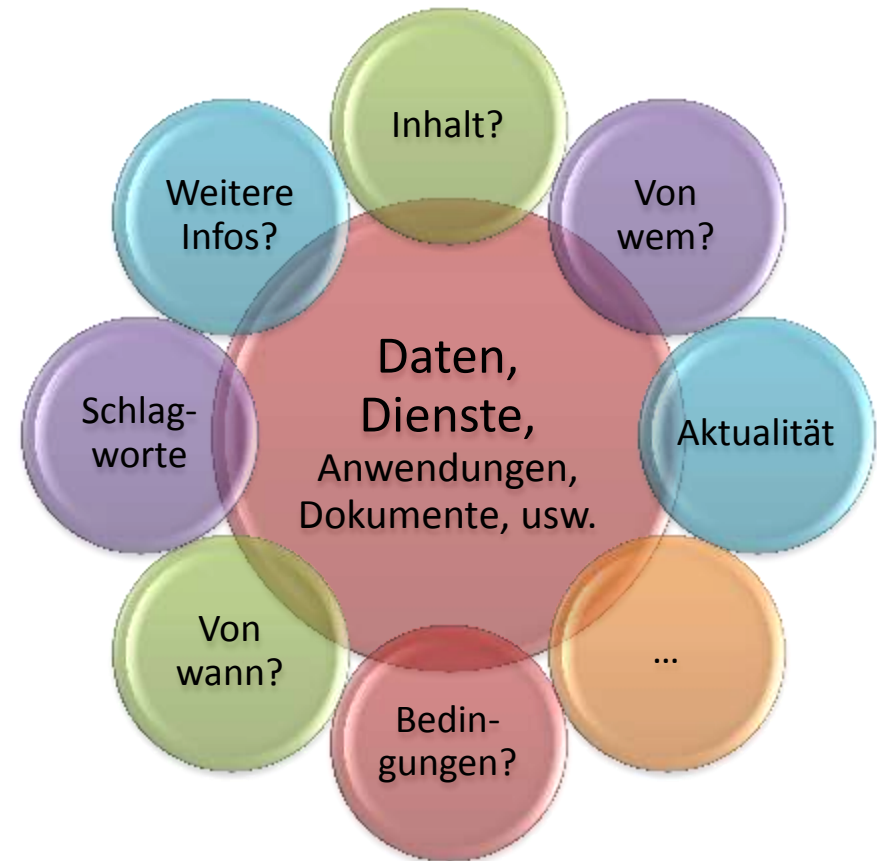 Inhalt?
Von
wem?
Aktualität
…
Bedin-
gungen?
Von
wann?
Schlag-
worte
Weitere
Infos?
Daten,
Dienste,
Anwendungen,
Dokumente, usw.